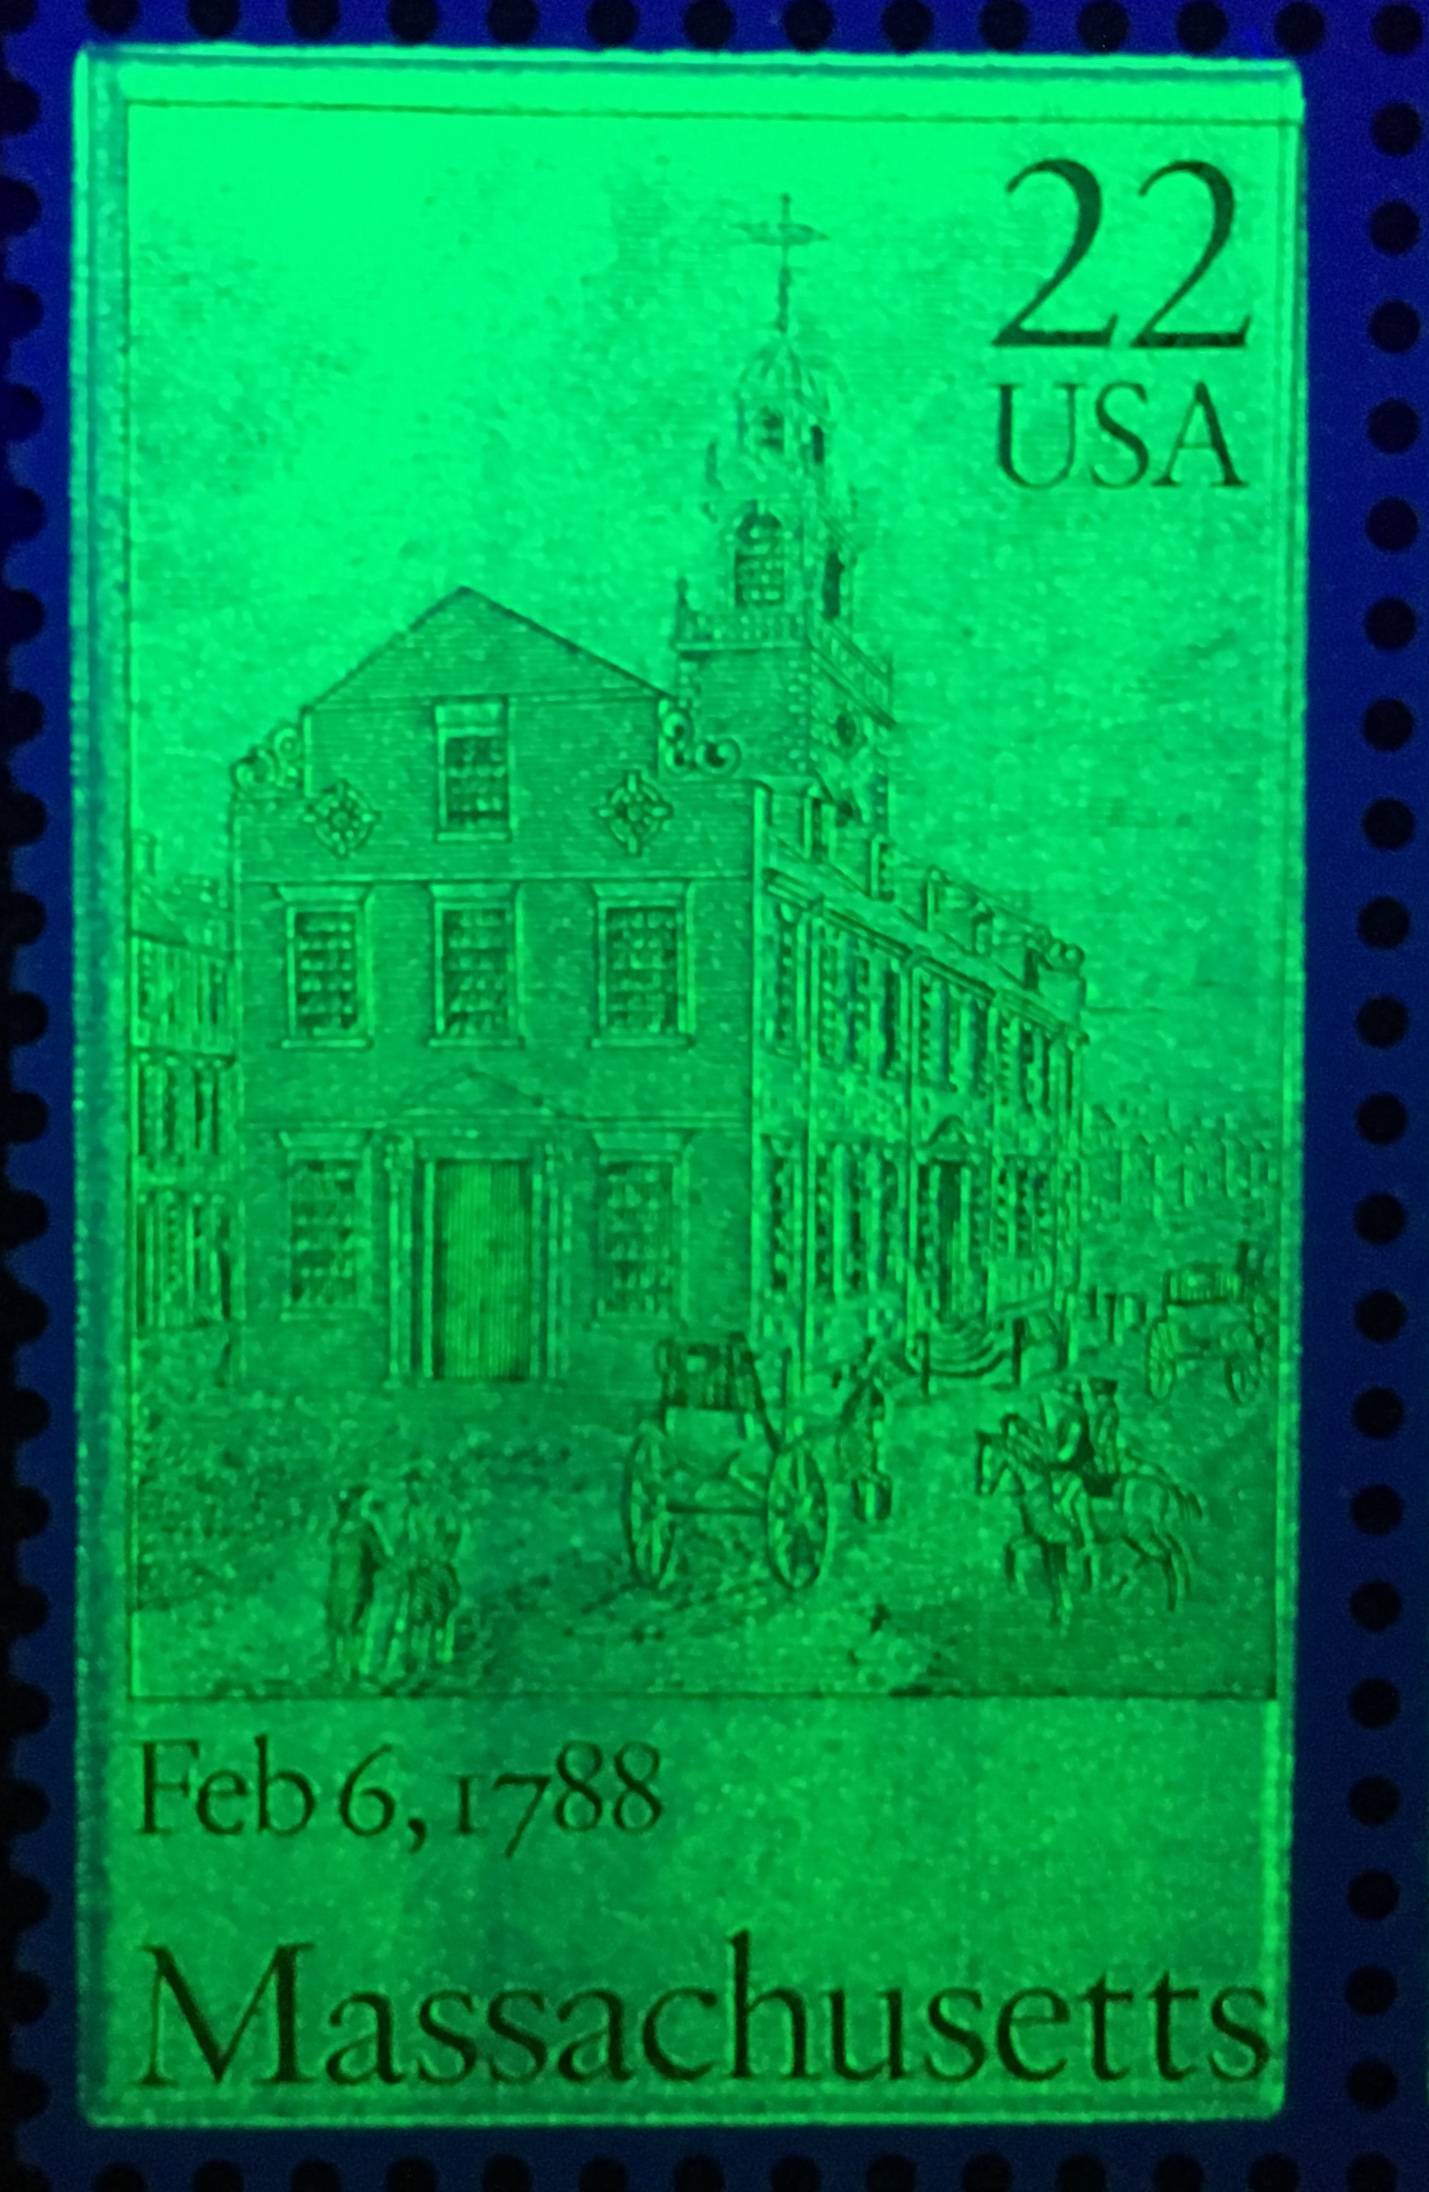 22
USA
Feb 6, 1788
Massachusetts